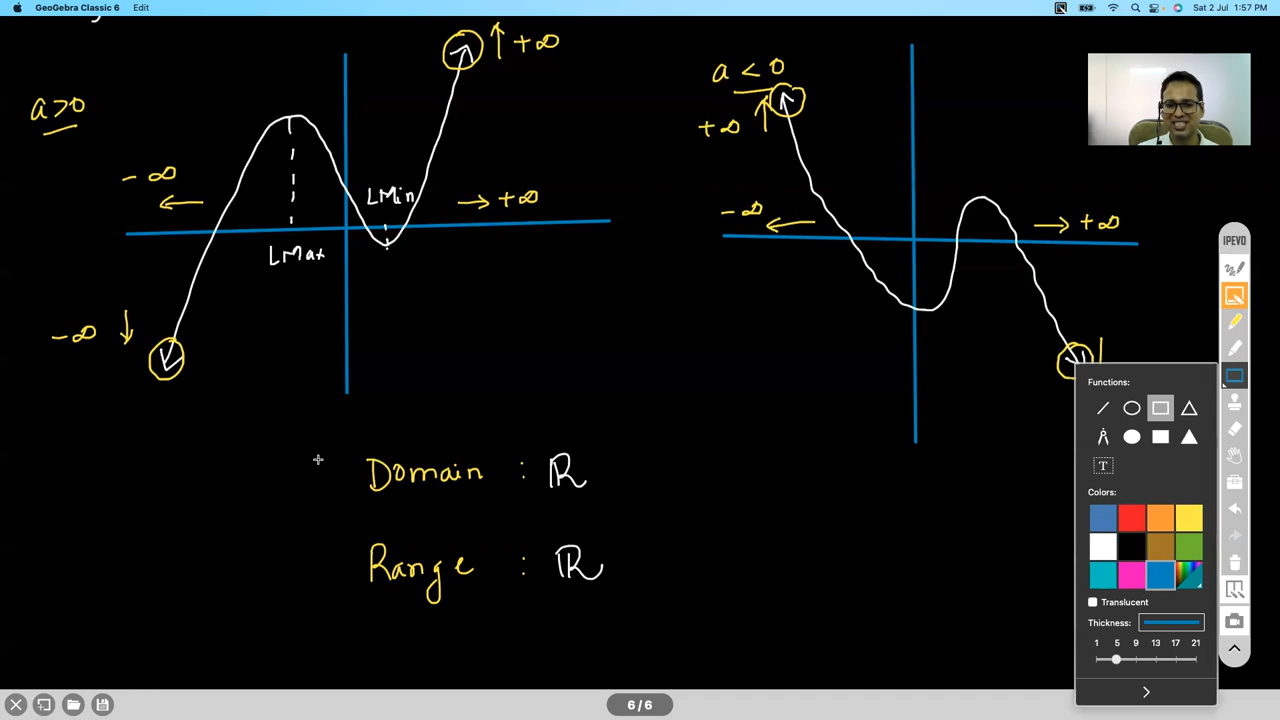 GeoGebra Classic 6 Edit Sat 2 Jul 1:57 PM
↑ +∞
a < 0
a > 0
+∞ ↑
- ∞
←
LMin
→ +∞
- ∞
←
→ +∞
IPEVO
LMax
- ∞ ↓
Functions:
T
Colors:
Translucent
Thickness:
1 5 9 13 17 21
Domain : ℝ
Range : ℝ
6 / 6